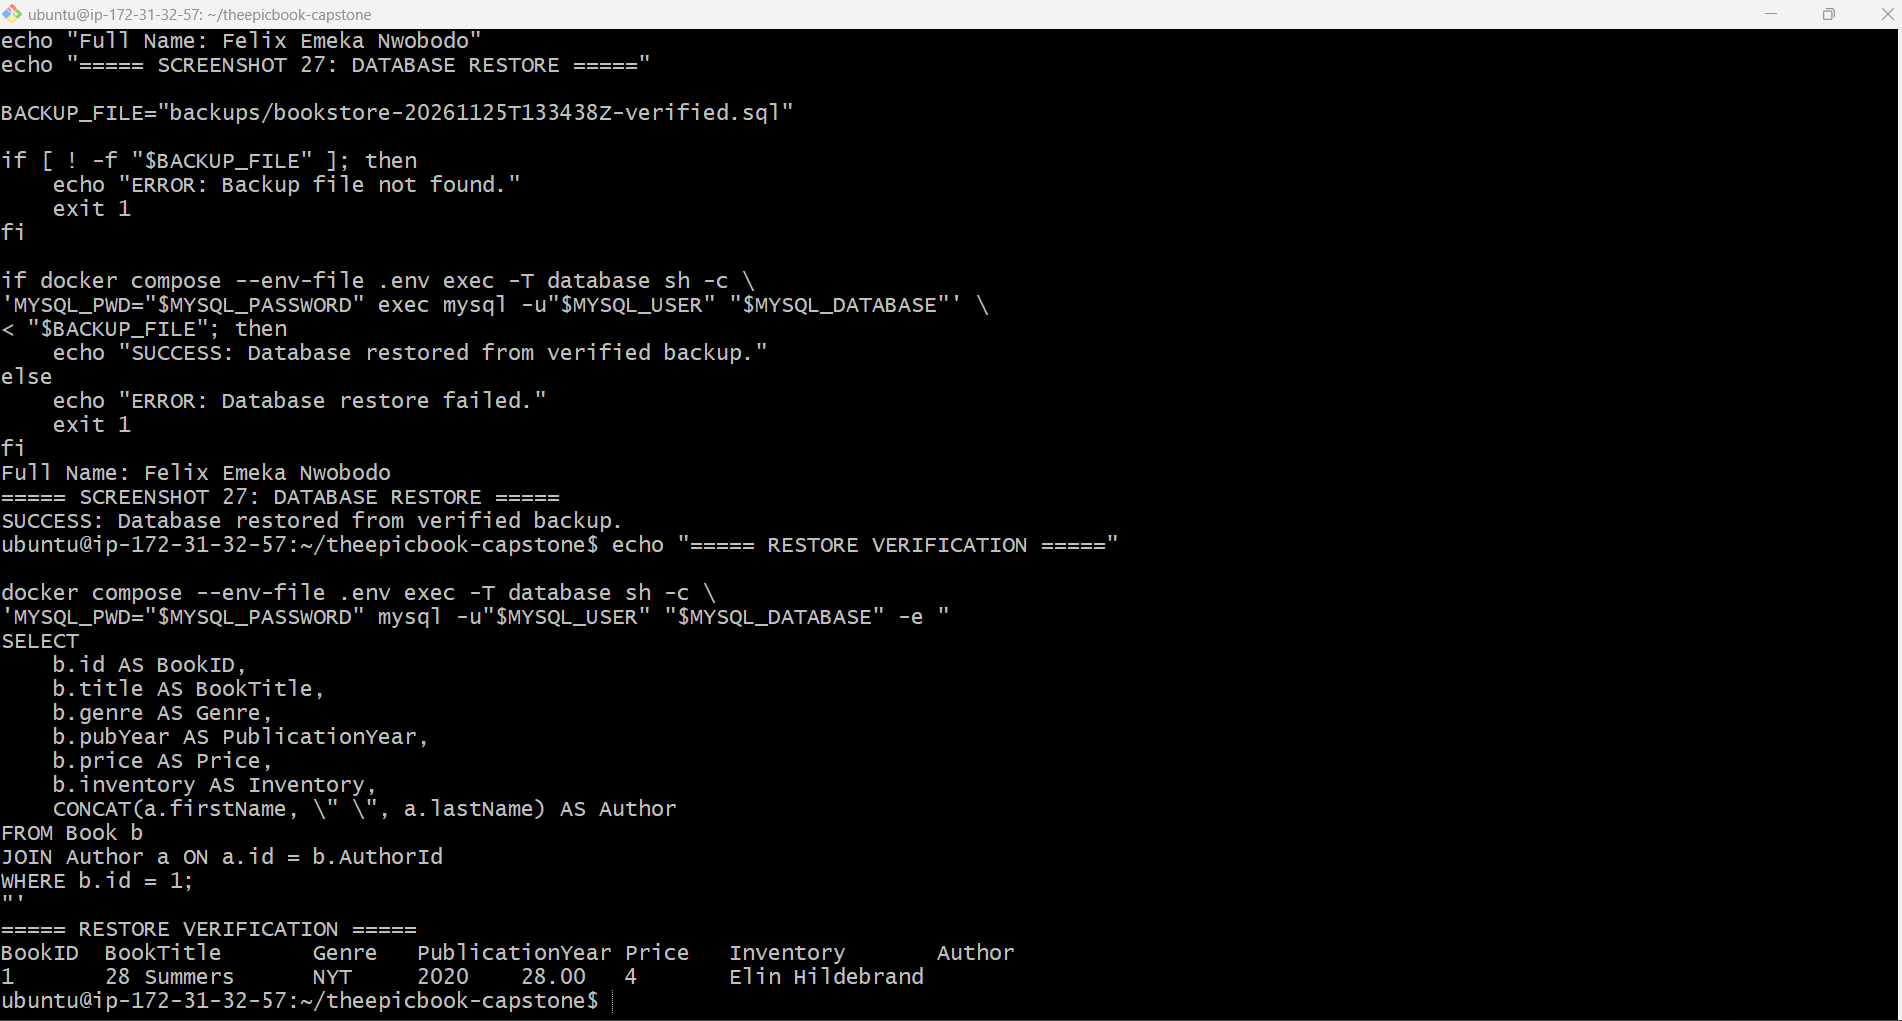 ubuntu@ip-172-31-32-57: ~/theepicbook-capstone
echo "Full Name: Felix Emeka Nwobodo"
echo "===== SCREENSHOT 27: DATABASE RESTORE ====="
BACKUP_FILE="backups/bookstore-20261125T133438Z-verified.sql"
if [ ! -f "$BACKUP_FILE" ]; then
    echo "ERROR: Backup file not found."
    exit 1
fi
if docker compose --env-file .env exec -T database sh -c \
'MYSQL_PWD="$MYSQL_PASSWORD" exec mysql -u"$MYSQL_USER" "$MYSQL_DATABASE"' \
< "$BACKUP_FILE"; then
    echo "SUCCESS: Database restored from verified backup."
else
    echo "ERROR: Database restore failed."
    exit 1
fi
Full Name: Felix Emeka Nwobodo
===== SCREENSHOT 27: DATABASE RESTORE =====
SUCCESS: Database restored from verified backup.
ubuntu@ip-172-31-32-57:~/theepicbook-capstone$ echo "===== RESTORE VERIFICATION ====="
docker compose --env-file .env exec -T database sh -c \
'MYSQL_PWD="$MYSQL_PASSWORD" mysql -u"$MYSQL_USER" "$MYSQL_DATABASE" -e "
SELECT
    b.id AS BookID,
    b.title AS BookTitle,
    b.genre AS Genre,
    b.pubYear AS PublicationYear,
    b.price AS Price,
    b.inventory AS Inventory,
    CONCAT(a.firstName, \" \", a.lastName) AS Author
FROM Book b
JOIN Author a ON a.id = b.AuthorId
WHERE b.id = 1;
"'
===== RESTORE VERIFICATION =====
BookID  BookTitle       Genre   PublicationYear Price   Inventory       Author
1       28 Summers      NYT     2020    28.00   4       Elin Hildebrand
ubuntu@ip-172-31-32-57:~/theepicbook-capstone$